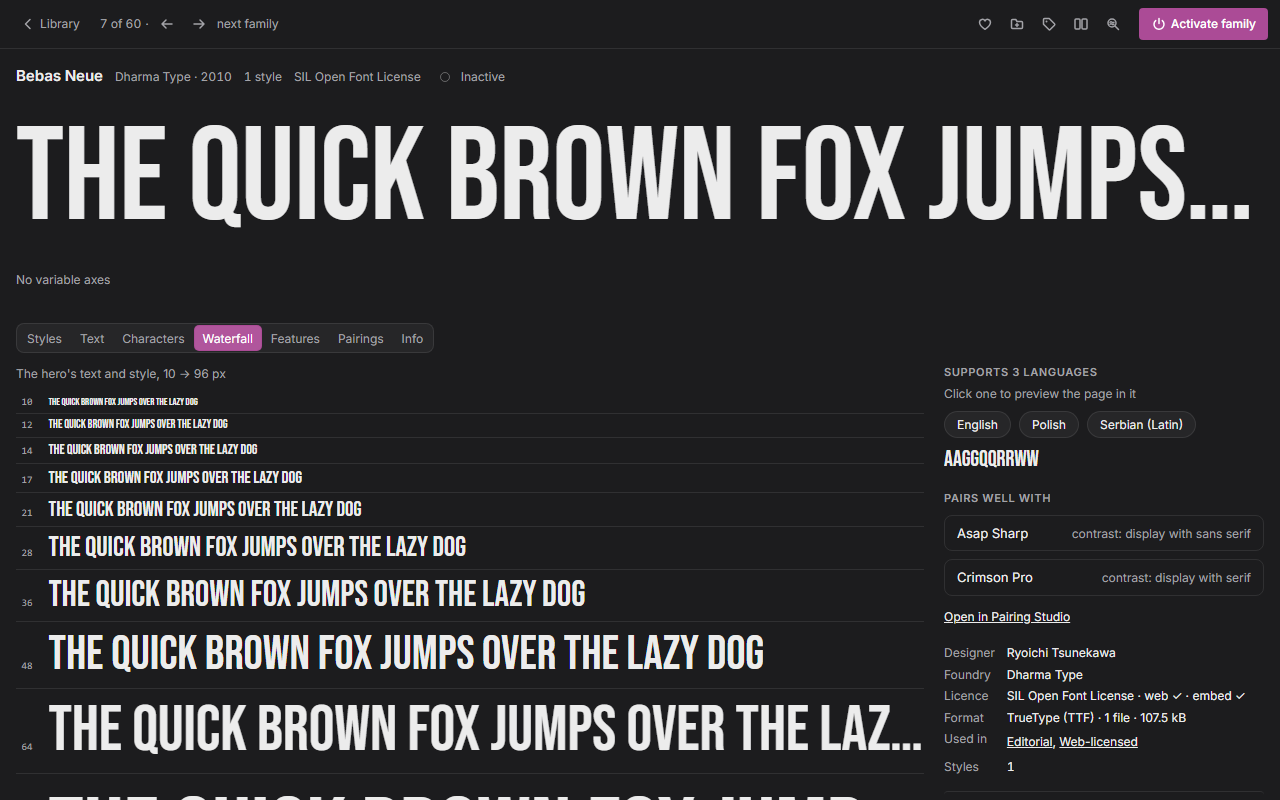 Library 7 of 60 · ← → next family Activate family
Bebas Neue Dharma Type · 2010 1 style SIL Open Font License Inactive
THE QUICK BROWN FOX JUMPS...
No variable axes
Styles Text Characters Waterfall Features Pairings Info
The hero's text and style, 10 → 96 px
10 THE QUICK BROWN FOX JUMPS OVER THE LAZY DOG
12 THE QUICK BROWN FOX JUMPS OVER THE LAZY DOG
14 THE QUICK BROWN FOX JUMPS OVER THE LAZY DOG
17 THE QUICK BROWN FOX JUMPS OVER THE LAZY DOG
21 THE QUICK BROWN FOX JUMPS OVER THE LAZY DOG
28 THE QUICK BROWN FOX JUMPS OVER THE LAZY DOG
36 THE QUICK BROWN FOX JUMPS OVER THE LAZY DOG
48 THE QUICK BROWN FOX JUMPS OVER THE LAZY DOG
64 THE QUICK BROWN FOX JUMPS OVER THE LAZ...
THE QUICK BROWN FOX JUMP
SUPPORTS 3 LANGUAGES
Click one to preview the page in it
English Polish Serbian (Latin)
AAGGQQRRWW
PAIRS WELL WITH
Asap Sharp contrast: display with sans serif
Crimson Pro contrast: display with serif
Open in Pairing Studio
Designer Ryoichi Tsunekawa
Foundry Dharma Type
Licence SIL Open Font License · web ✓ · embed ✓
Format TrueType (TTF) · 1 file · 107.5 kB
Used in Editorial, Web-licensed
Styles 1